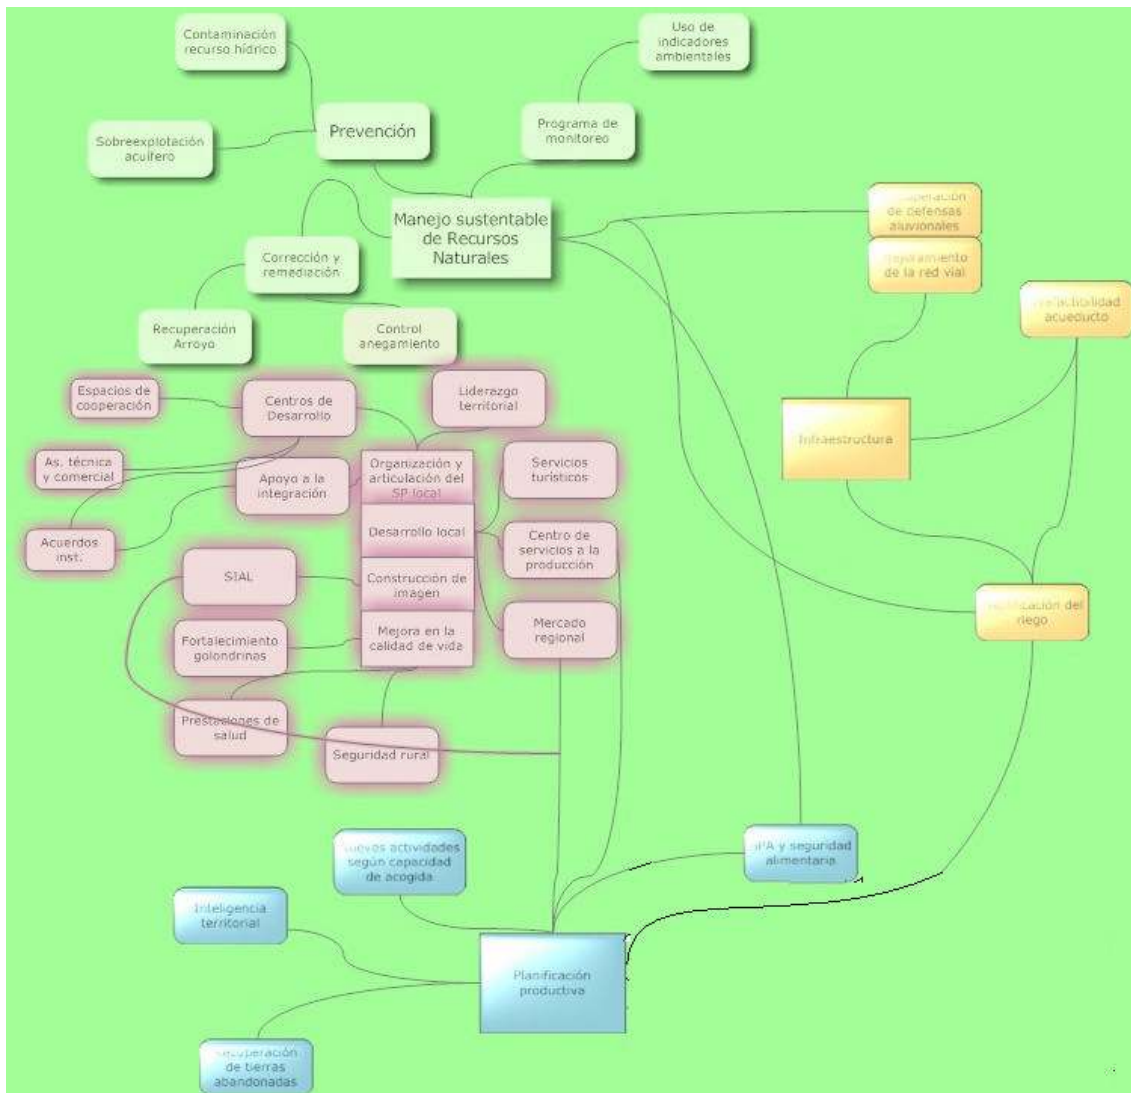 Contaminación
recurso hídrico
Uso de
indicadores
ambientales
Prevención
Programa de
monitoreo
Sobreexplotación
acuífero
Manejo sustentable
de Recursos
Naturales
de defensas
aluvionales
Corrección y
remediación
de la red vial
acueducto
Recuperación
Arroyo
Control
anegamiento
Espacios de
cooperación
Centros de
Desarrollo
Liderazgo
territorial
Infraestructura
As. técnica
y comercial
Apoyo a la
integración
Organización y
articulación del
SP local
Servicios
turísticos
Acuerdos
inst.
Desarrollo local
Centro de
servicios a la
producción
SIAL
Construcción de
imagen
Fortalecimiento
golondrinas
Mejora en la
calidad de vida
Mercado
regional
del
riego
Prestaciones de
salud
Seguridad rural
actividades
según capacidad
de acogida
y seguridad
alimentaria
Inteligencia
territorial
Planificación
productiva
Recuperación
de tierras
abandonadas